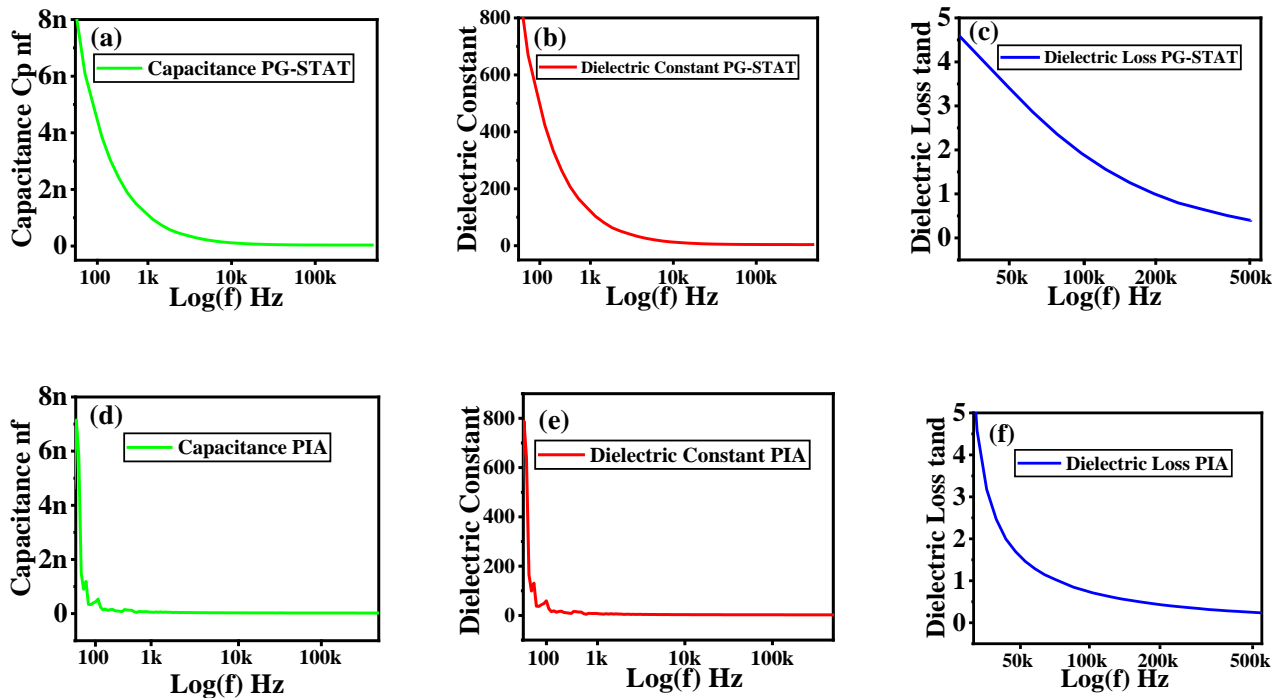 (a)
Capacitance PG-STAT
Capacitance Cp nf
8n
6n
4n
2n
0
100 1k 10k 100k
Log(f) Hz
(b)
Dielectric Constant PG-STAT
Dielectric Constant
800
600
400
200
0
100 1k 10k 100k
Log(f) Hz
(c)
Dielectric Loss PG-STAT
Dielectric Loss tand
5
4
3
2
1
0
50k 100k 200k 500k
Log(f) Hz
(d)
Capacitance PIA
Capacitance nf
8n
6n
4n
2n
0
100 1k 10k 100k
Log(f) Hz
(e)
Dielectric Constant PIA
Dielectric Constant
800
600
400
200
0
100 1k 10k 100k
Log(f) Hz
(f)
Dielectric Loss PIA
Dielectric Loss tand
5
4
3
2
1
0
50k 100k 200k 500k
Log(f) Hz